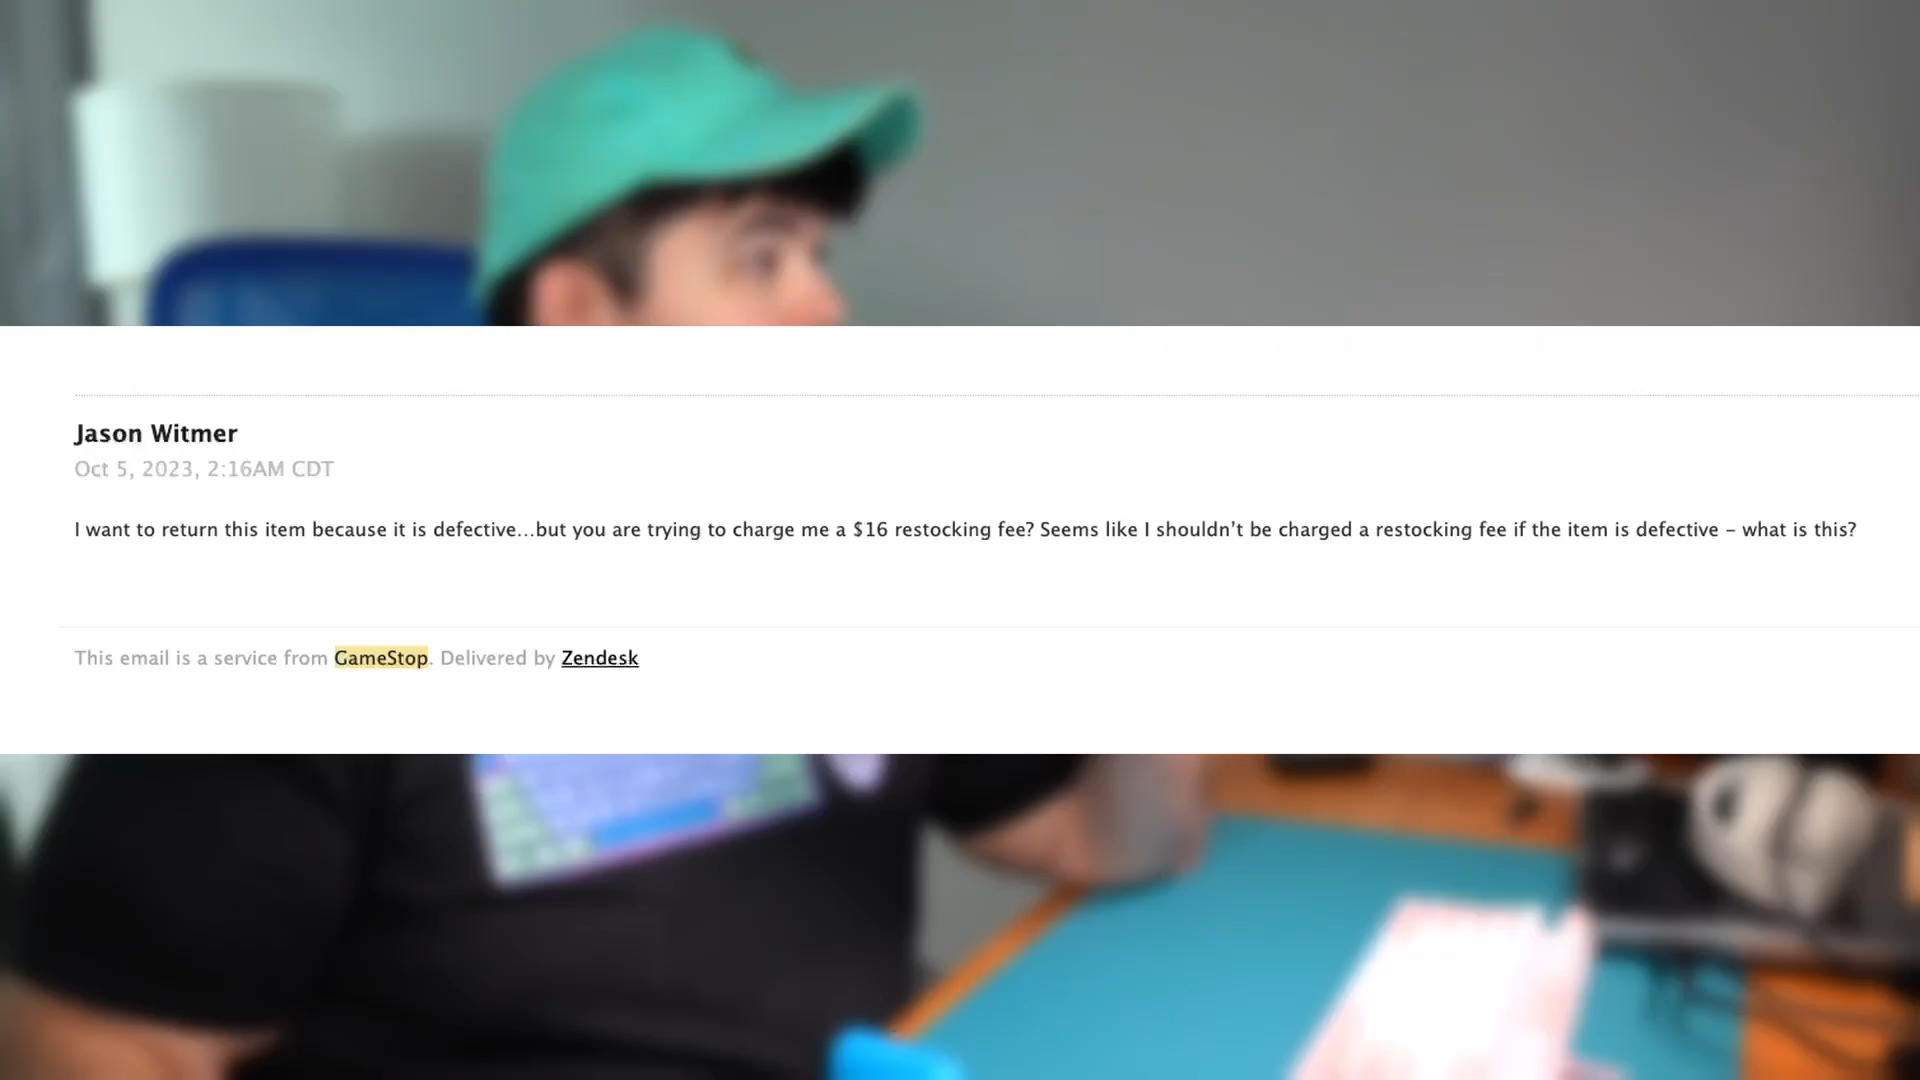 Jason Witmer
Oct 5, 2023, 2:16AM CDT
I want to return this item because it is defective...but you are trying to charge me a $16 restocking fee? Seems like I shouldn’t be charged a restocking fee if the item is defective – what is this?
This email is a service from GameStop. Delivered by Zendesk